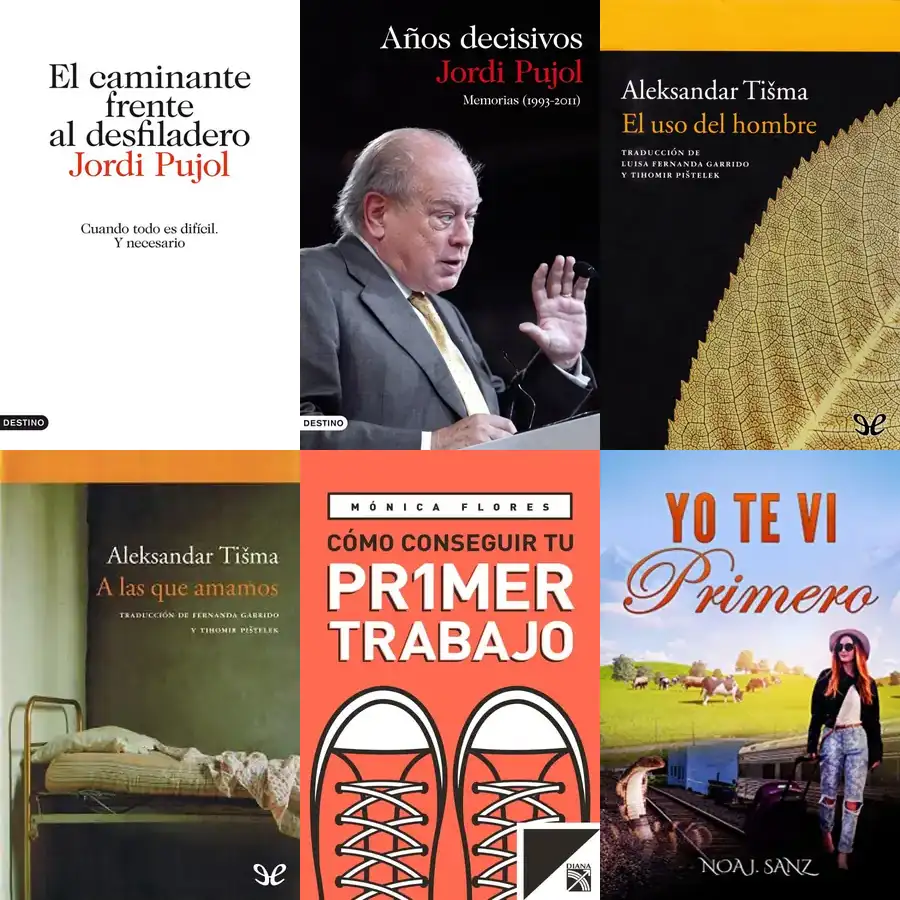 El caminante
frente
al desfiladero
Jordi Pujol
Cuando todo es difícil.
Y necesario
DESTINO
Años decisivos
Jordi Pujol
Memorias (1993-2011)
DESTINO
Aleksandar Tišma
El uso del hombre
TRADUCCIÓN DE
LUISA FERNANDA GARRIDO
Y TIHOMIR PIŠTELEK
Aleksandar Tišma
A las que amamos
TRADUCCIÓN DE FERNANDA GARRIDO
Y TIHOMIR PIŠTELEK
MÓNICA FLORES
CÓMO CONSEGUIR TU
PR1MER
TRABAJO
DIANA
YO TE VI
Primero
NOA J. SANZ